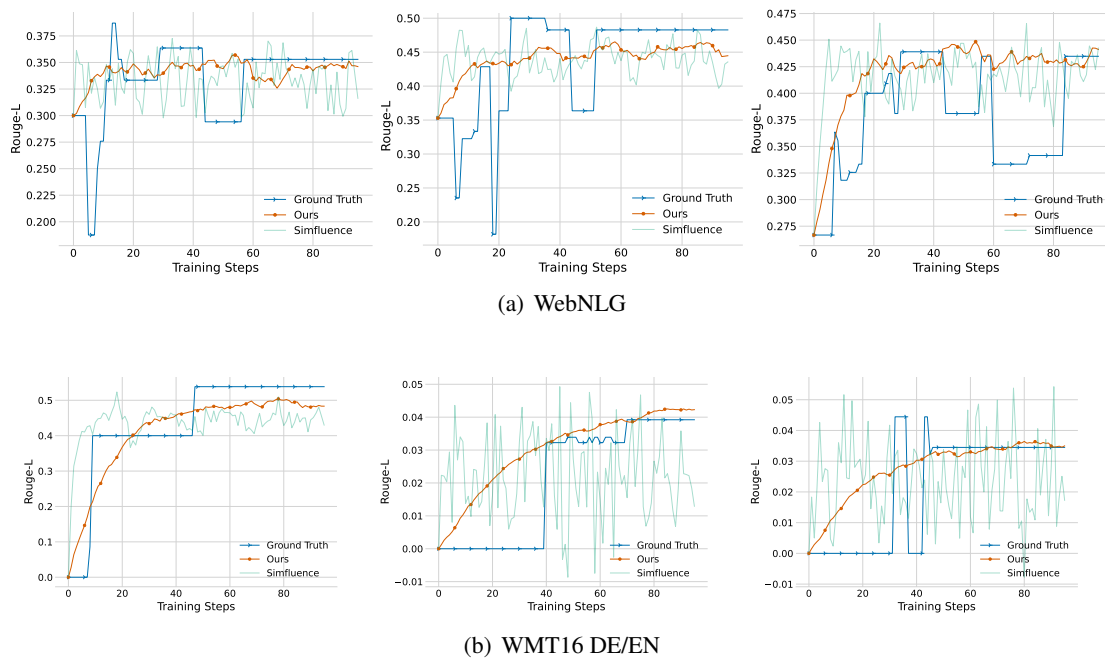 0.375
0.350
0.325
0.300
0.275
0.250
0.225
0.200
Rouge-L
0 20 40 60 80
Training Steps
Ground Truth
Ours
Simfluence
0.50
0.45
0.40
0.35
0.30
0.25
0.20
Rouge-L
0 20 40 60 80
Training Steps
Ground Truth
Ours
Simfluence
0.475
0.450
0.425
0.400
0.375
0.350
0.325
0.300
0.275
Rouge-L
0 20 40 60 80
Training Steps
Ground Truth
Ours
Simfluence
(a) WebNLG
0.5
0.4
0.3
0.2
0.1
0.0
Rouge-L
0 20 40 60 80
Training Steps
Ground Truth
Ours
Simfluence
0.05
0.04
0.03
0.02
0.01
0.00
−0.01
Rouge-L
0 20 40 60 80
Training Steps
Ground Truth
Ours
Simfluence
0.05
0.04
0.03
0.02
0.01
0.00
−0.01
Rouge-L
0 20 40 60 80
Training Steps
Ground Truth
Ours
Simfluence
(b) WMT16 DE/EN